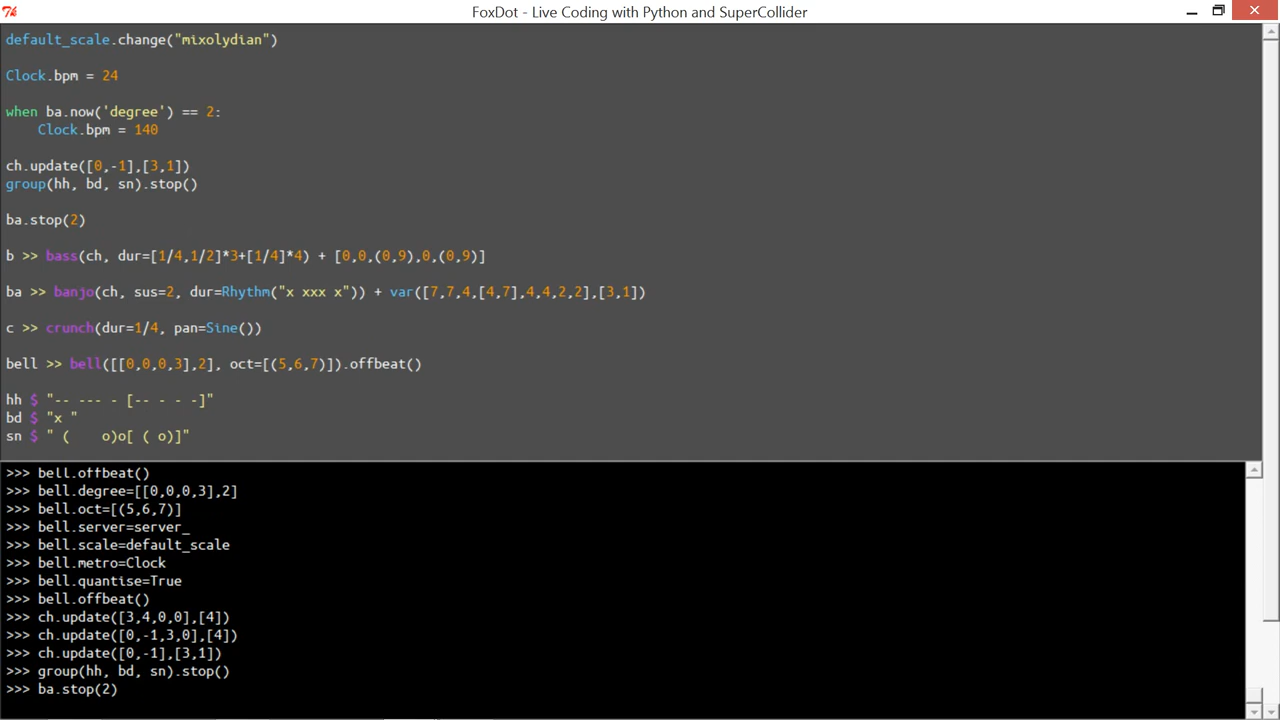 FoxDot - Live Coding with Python and SuperCollider
default_scale.change("mixolydian")
Clock.bpm = 24
when ba.now('degree') == 2:
    Clock.bpm = 140
ch.update([0,-1],[3,1])
group(hh, bd, sn).stop()
ba.stop(2)
b >> bass(ch, dur=[1/4,1/2]*3+[1/4]*4) + [0,0,(0,9),0,(0,9)]
ba >> banjo(ch, sus=2, dur=Rhythm("x xxx x")) + var([7,7,4,[4,7],4,4,2,2],[3,1])
c >> crunch(dur=1/4, pan=Sine())
bell >> bell([[0,0,0,3],2], oct=[(5,6,7)]).offbeat()
hh $ "-- --- - [-- - - -]"
bd $ "x "
sn $ " (    o)o[ ( o)]"
>>> bell.offbeat()
>>> bell.degree=[[0,0,0,3],2]
>>> bell.oct=[(5,6,7)]
>>> bell.server=server_
>>> bell.scale=default_scale
>>> bell.metro=Clock
>>> bell.quantise=True
>>> bell.offbeat()
>>> ch.update([3,4,0,0],[4])
>>> ch.update([0,-1,3,0],[4])
>>> ch.update([0,-1],[3,1])
>>> group(hh, bd, sn).stop()
>>> ba.stop(2)